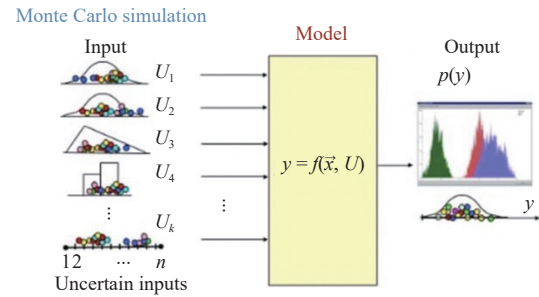 Monte Carlo simulation
Input
Model
Output
U1
U2
U3
U4
⋮
Uk
12 ... n
Uncertain inputs
⋮
y = f(x⃗, U)
p(y)
y